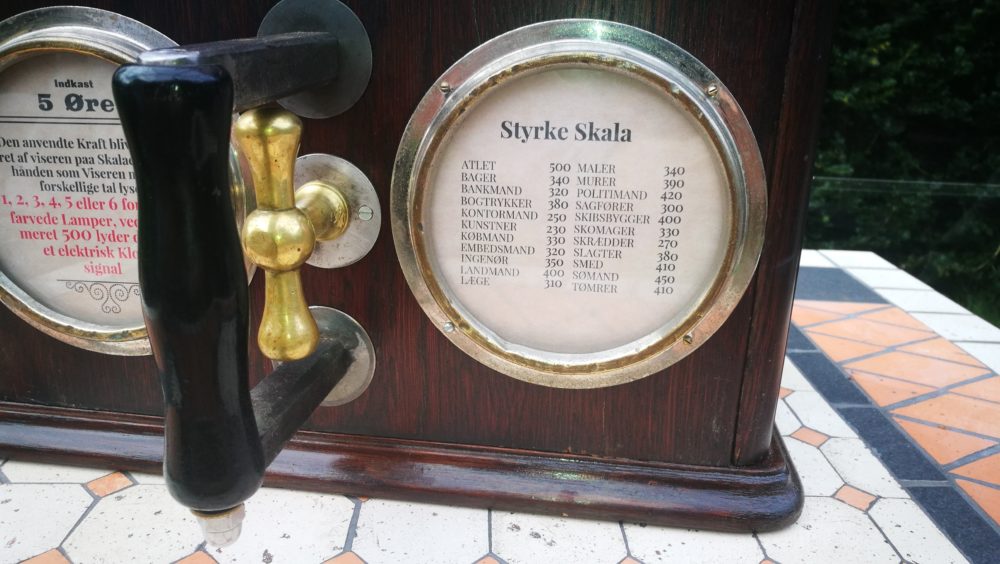 Indkast
5 Øre
Den anvendte Kraft bliv
ret af viseren paa Skala
hånden som Viseren
forskellige tal lyse
1, 2, 3, 4, 5 eller 6 for
farvede Lamper, ved
meret 500 lyder d
et elektrisk Klo
signal
Styrke Skala
ATLET 500 MALER 340
BAGER 340 MURER 390
BANKMAND 320 POLITIMAND 420
BOGTRYKKER 380 SAGFØRER 300
KONTORMAND 250 SKIBSBYGGER 400
KUNSTNER 230 SKOMAGER 330
KØBMAND 330 SKRÆDDER 270
EMBEDSMAND 320 SLAGTER 380
INGENØR 350 SMED 410
LANDMAND 400 SØMAND 450
LÆGE 310 TØMRER 410